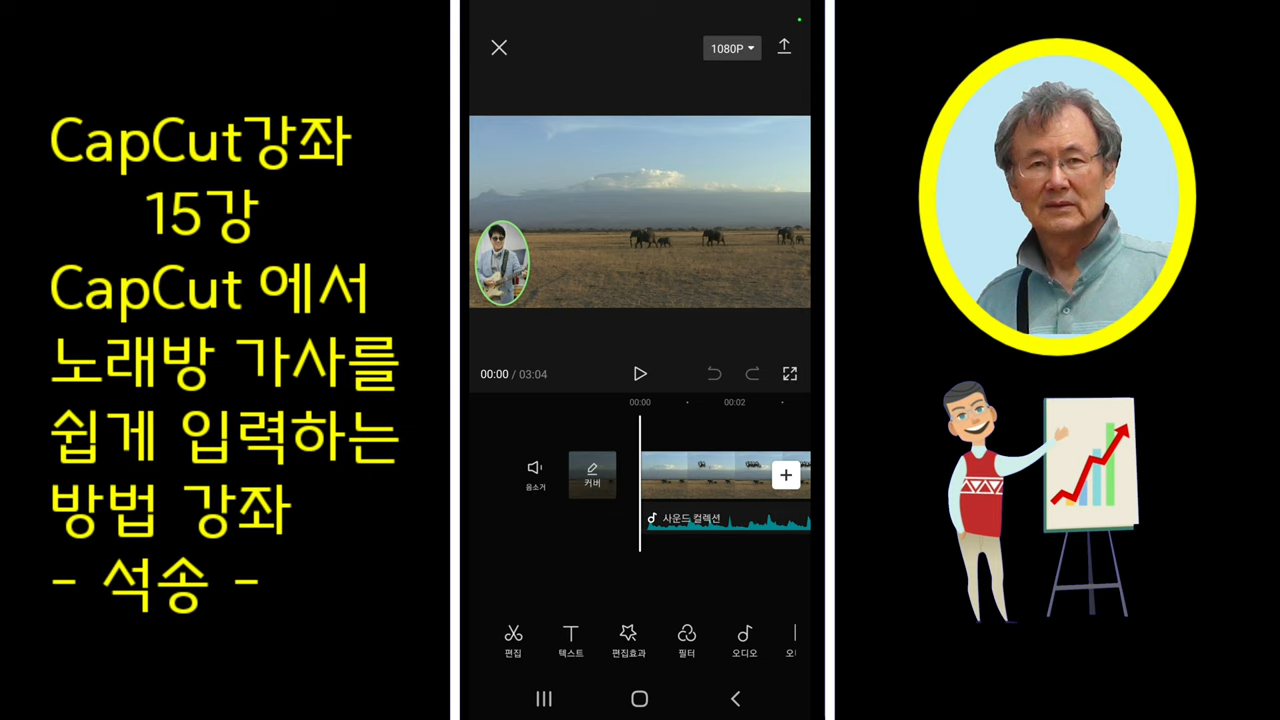 CapCut강좌
15강
CapCut 에서
노래방 가사를
쉽게 입력하는
방법 강좌
- 석송 -
1080P
00:00 / 03:04
00:00
00:02
음소거
커버
사운드 컬렉션
편집
텍스트
편집효과
필터
오디오